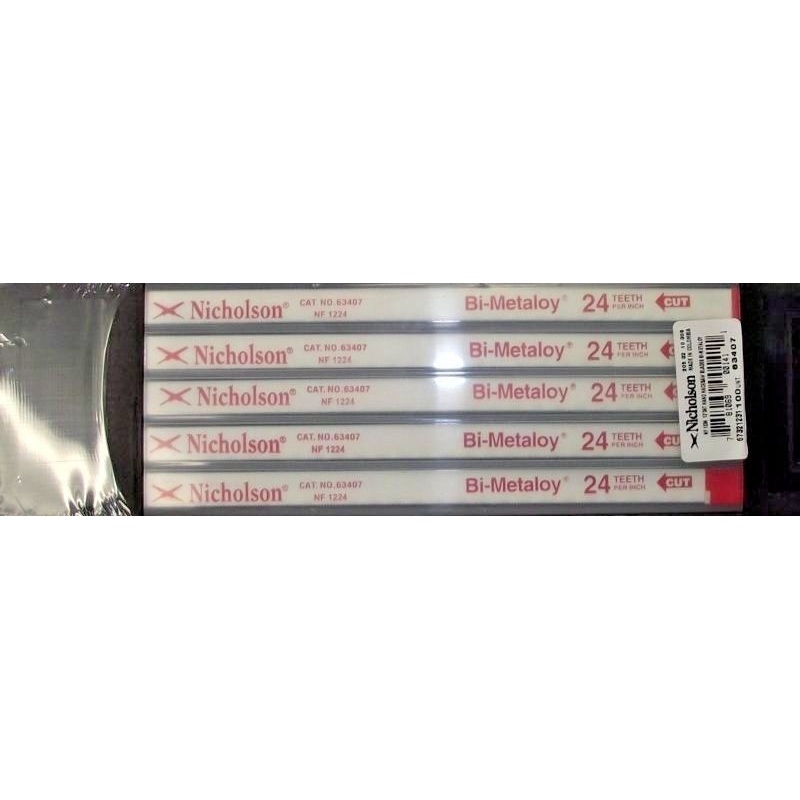 Nicholson® CAT. NO. 63407 Bi-Metaloy® 24 TEETH CUT
NF 1224 PER INCH
Nicholson® CAT. NO. 63407 Bi-Metaloy® 24 TEETH
NF 1224 PER INCH
Nicholson® CAT. NO. 63407 Bi-Metaloy® 24 TEETH
NF 1224 PER INCH
Nicholson® CAT. NO. 63407 Bi-Metaloy® 24 TEETH
NF 1224 PER INCH
Nicholson® CAT. NO. 63407 Bi-Metaloy® 24 TEETH CUT
NF 1224 PER INCH
Nicholson
MADE IN COLOMBIA
63407